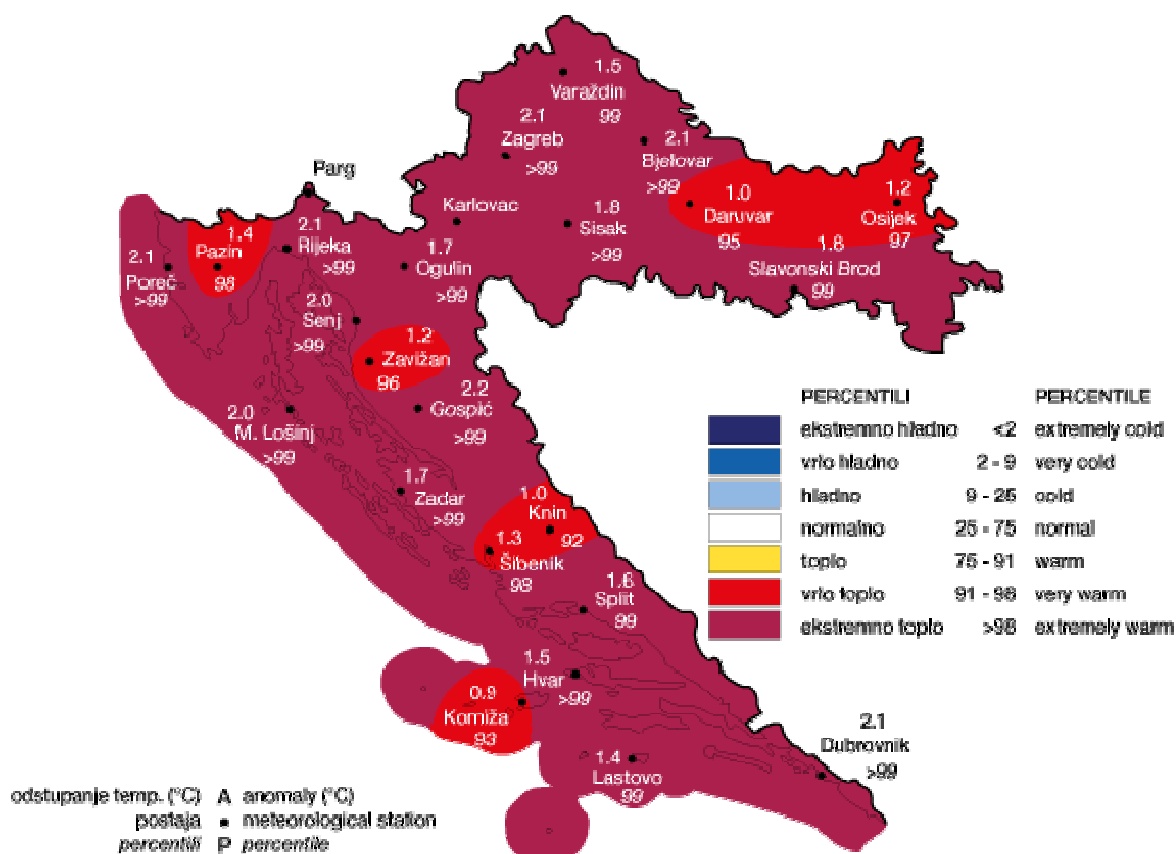 1.5
Varaždin
99
2.1
Zagreb
>99
2.1
Bjelovar
>99
Parg
Karlovac
1.8
Sisak
>99
1.0
Daruvar
95
1.2
Osijek
97
1.8
Slavonski Brod
99
2.1
Poreč
>99
1.4
Pazin
98
2.1
Rijeka
>99
1.7
Ogulin
>99
2.0
Senj
>99
1.2
Zavižan
96
2.2
Gospić
>99
2.0
M. Lošinj
>99
1.7
Zadar
>99
1.0
Knin
92
1.3
Šibenik
98
1.6
Split
99
1.5
Hvar
>99
0.9
Komiža
93
1.4
Lastovo
99
2.1
Dubrovnik
>99
PERCENTILI PERCENTILE
ekstremno hladno <2 extremely cold
vrlo hladno 2 - 9 very cold
hladno 9 - 25 cold
normalno 25 - 75 normal
toplo 75 - 91 warm
vrlo toplo 91 - 98 very warm
ekstremno toplo >98 extremely warm
odstupanje temp. (°C) A anomaly (°C)
postaja • meteorological station
percentili P percentile